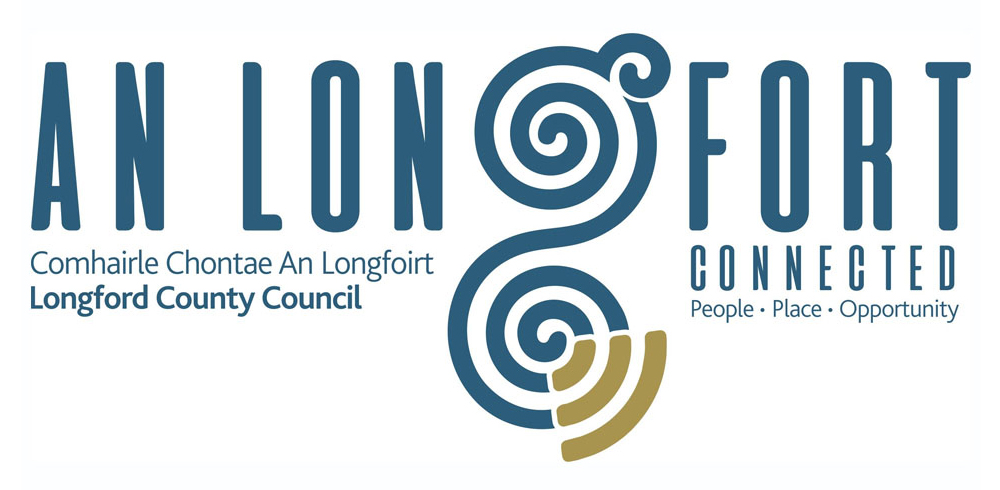 AN LONGFORT
Comhairle Chontae An Longfoirt
Longford County Council
CONNECTED
People · Place · Opportunity